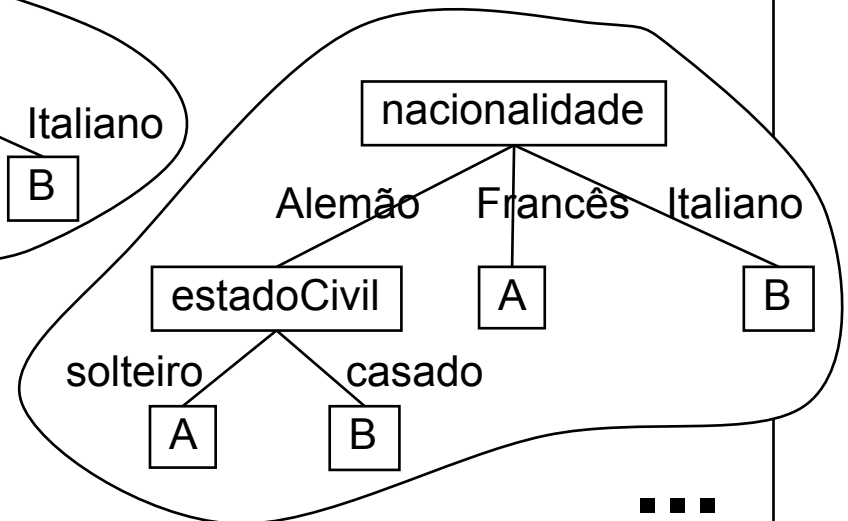 Italiano
B
nacionalidade
Alemão Francês Italiano
estadoCivil A B
solteiro casado
A B
...